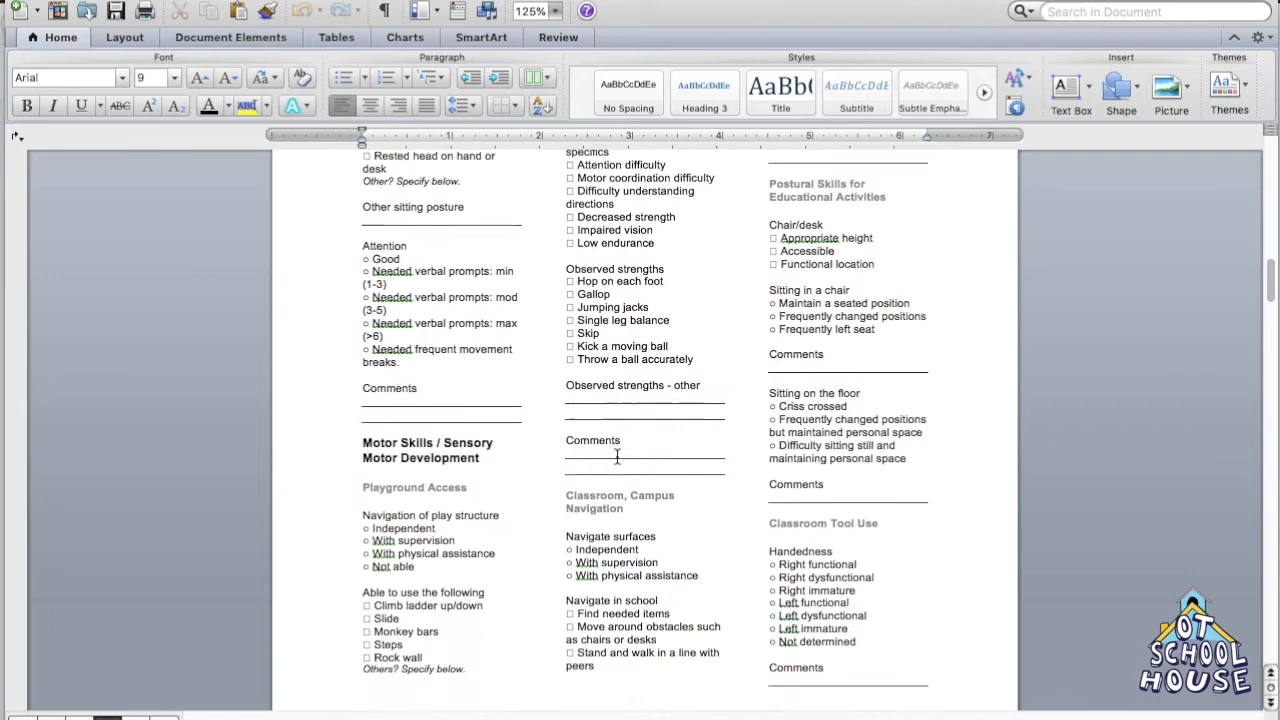 125%
Search in Document
Home
Layout
Document Elements
Tables
Charts
SmartArt
Review
Font
Paragraph
Styles
Insert
Themes
Arial
9
AaBbCcDdEe
No Spacing
AaBbCcDdEe
Heading 3
AaBb(
Title
AaBbCcDdE
Subtitle
AaBbCcDdEe
Subtle Empha...
Text Box
Shape
Picture
Themes
1
2
3
4
5
6
7
☐ Rested head on hand or
desk
Other? Specify below.
Other sitting posture
Attention
○ Good
○ Needed verbal prompts: min
(1-3)
○ Needed verbal prompts: mod
(3-5)
○ Needed verbal prompts: max
(>6)
○ Needed frequent movement
breaks.
Comments
Motor Skills / Sensory
Motor Development
Playground Access
Navigation of play structure
○ Independent
○ With supervision
○ With physical assistance
○ Not able
Able to use the following
☐ Climb ladder up/down
☐ Slide
☐ Monkey bars
☐ Steps
☐ Rock wall
Others? Specify below.
specifics
☐ Attention difficulty
☐ Motor coordination difficulty
☐ Difficulty understanding
directions
☐ Decreased strength
☐ Impaired vision
☐ Low endurance
Observed strengths
☐ Hop on each foot
☐ Gallop
☐ Jumping jacks
☐ Single leg balance
☐ Skip
☐ Kick a moving ball
☐ Throw a ball accurately
Observed strengths - other
Comments
Classroom, Campus
Navigation
Navigate surfaces
○ Independent
○ With supervision
○ With physical assistance
Navigate in school
☐ Find needed items
☐ Move around obstacles such
as chairs or desks
☐ Stand and walk in a line with
peers
Postural Skills for
Educational Activities
Chair/desk
☐ Appropriate height
☐ Accessible
☐ Functional location
Sitting in a chair
○ Maintain a seated position
○ Frequently changed positions
○ Frequently left seat
Comments
Sitting on the floor
○ Criss crossed
○ Frequently changed positions
but maintained personal space
○ Difficulty sitting still and
maintaining personal space
Comments
Classroom Tool Use
Handedness
○ Right functional
○ Right dysfunctional
○ Right immature
○ Left functional
○ Left dysfunctional
○ Left immature
○ Not determined
Comments
OT
SCHOOL
HOUSE